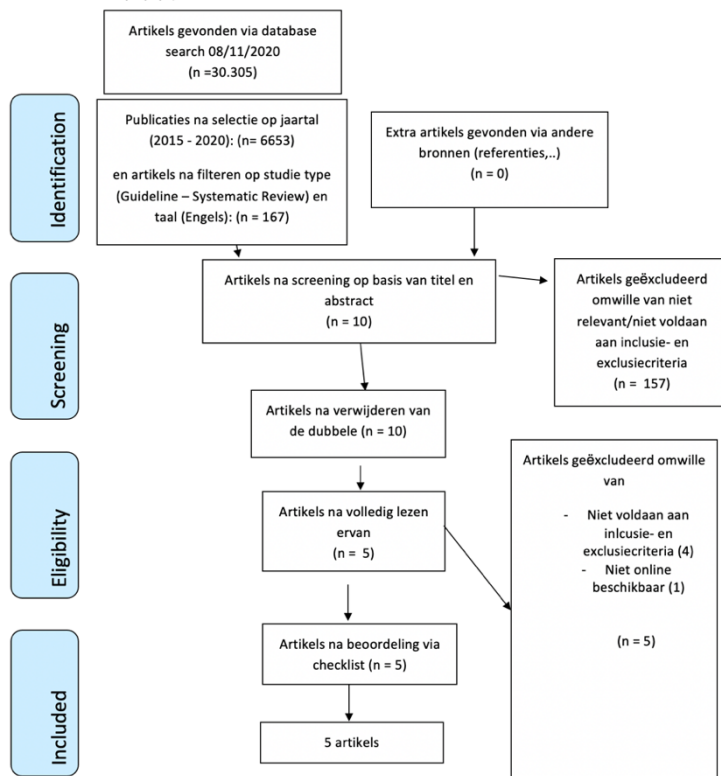 Artikels gevonden via database
search 08/11/2020
(n =30.305)
Identification
Publicaties na selectie op jaartal
(2015 - 2020): (n= 6653)
en artikels na filteren op studie type
(Guideline – Systematic Review) en
taal (Engels): (n = 167)
Extra artikels gevonden via andere
bronnen (referenties,..)
(n = 0)
Screening
Artikels na screening op basis van titel en
abstract
(n = 10)
Artikels geëxcludeerd
omwille van niet
relevant/niet voldaan
aan inclusie- en
exclusiecriteria
(n = 157)
Artikels na verwijderen van
de dubbele (n = 10)
Eligibility
Artikels na volledig lezen
ervan
(n = 5)
Artikels geëxcludeerd omwille
van
- Niet voldaan aan
inlcusie- en
exclusiecriteria (4)
- Niet online
beschikbaar (1)
(n = 5)
Included
Artikels na beoordeling via
checklist (n = 5)
5 artikels